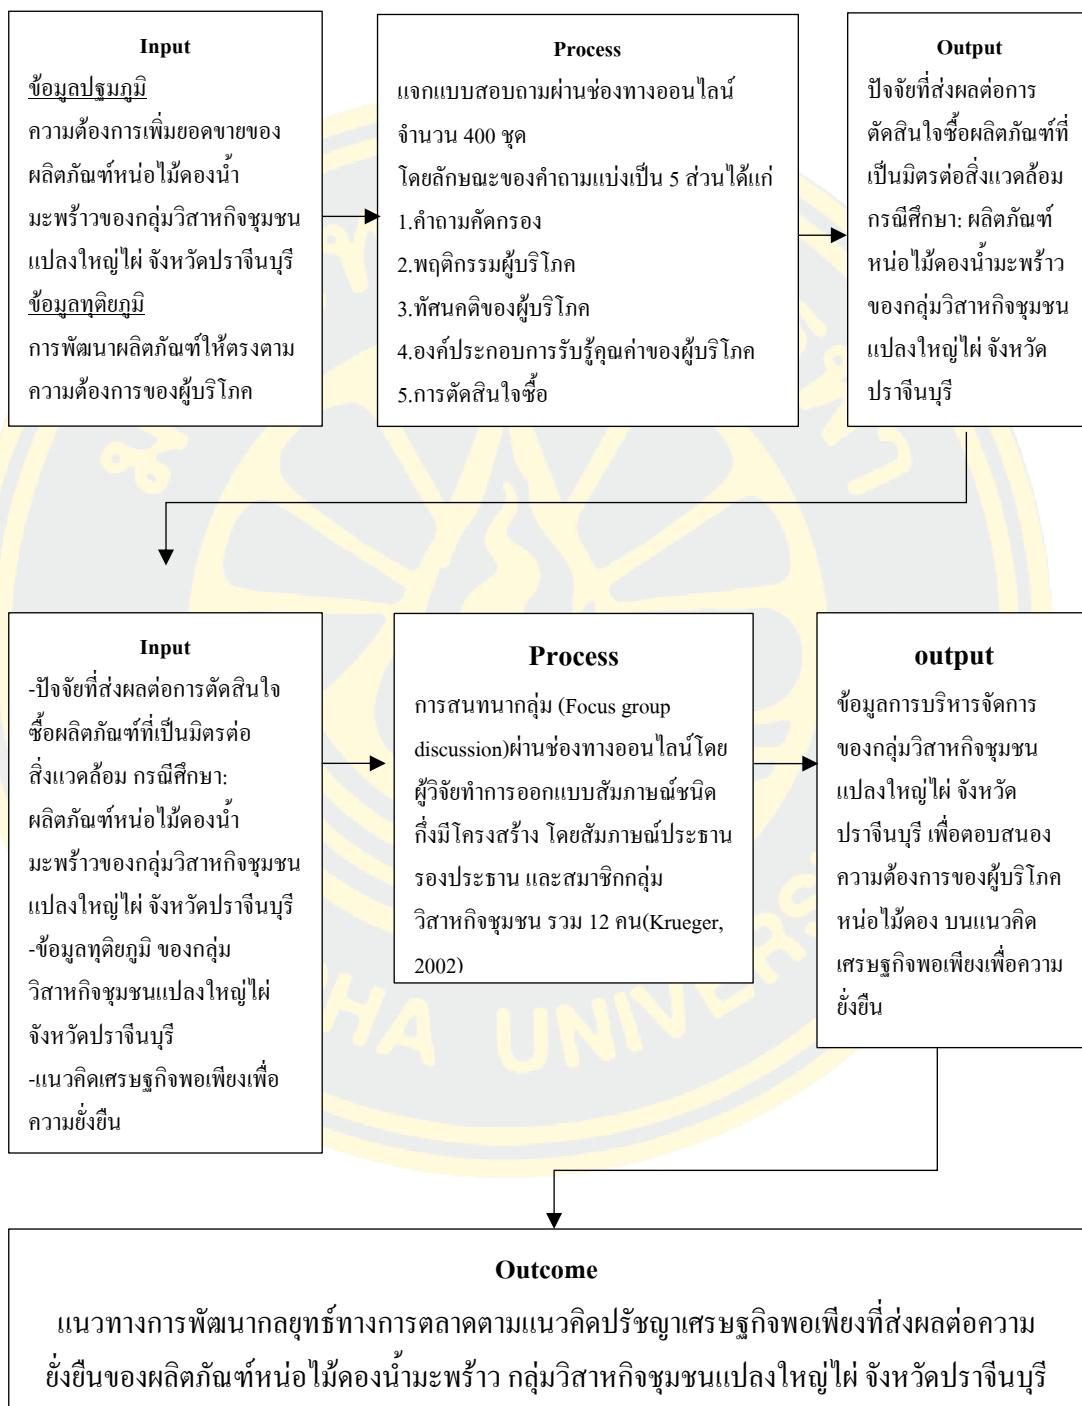 Input
ข้อมูลปฐมภูมิ
ความต้องการเพิ่มยอดขายของ
ผลิตภัณฑ์หน่อไม้ดองน้ำ
มะพร้าวของกลุ่มวิสาหกิจชุมชน
แปลงใหญ่ไผ่ จังหวัดปราจีนบุรี
ข้อมูลทุติยภูมิ
การพัฒนาผลิตภัณฑ์ให้ตรงตาม
ความต้องการของผู้บริโภค
Process
แจกแบบสอบถามผ่านช่องทางออนไลน์
จำนวน 400 ชุด
โดยลักษณะของคำถามแบ่งเป็น 5 ส่วนได้แก่
1.คำถามคัดกรอง
2.พฤติกรรมผู้บริโภค
3.ทัศนคติของผู้บริโภค
4.องค์ประกอบการรับรู้คุณค่าของผู้บริโภค
5.การตัดสินใจซื้อ
Output
ปัจจัยที่ส่งผลต่อการ
ตัดสินใจซื้อผลิตภัณฑ์ที่
เป็นมิตรต่อสิ่งแวดล้อม
กรณีศึกษา: ผลิตภัณฑ์
หน่อไม้ดองน้ำมะพร้าว
ของกลุ่มวิสาหกิจชุมชน
แปลงใหญ่ไผ่ จังหวัด
ปราจีนบุรี
Input
-ปัจจัยที่ส่งผลต่อการตัดสินใจ
ซื้อผลิตภัณฑ์ที่เป็นมิตรต่อ
สิ่งแวดล้อม กรณีศึกษา:
ผลิตภัณฑ์หน่อไม้ดองน้ำ
มะพร้าวของกลุ่มวิสาหกิจชุมชน
แปลงใหญ่ไผ่ จังหวัดปราจีนบุรี
-ข้อมูลทุติยภูมิ ของกลุ่ม
วิสาหกิจชุมชนแปลงใหญ่ไผ่
จังหวัดปราจีนบุรี
-แนวคิดเศรษฐกิจพอเพียงเพื่อ
ความยั่งยืน
Process
การสนทนากลุ่ม (Focus group
discussion)ผ่านช่องทางออนไลน์โดย
ผู้วิจัยทำการออกแบบสัมภาษณ์ชนิด
กึ่งมีโครงสร้าง โดยสัมภาษณ์ประธาน
รองประธาน และสมาชิกกลุ่ม
วิสาหกิจชุมชน รวม 12 คน(Krueger,
2002)
output
ข้อมูลการบริหารจัดการ
ของกลุ่มวิสาหกิจชุมชน
แปลงใหญ่ไผ่ จังหวัด
ปราจีนบุรี เพื่อตอบสนอง
ความต้องการของผู้บริโภค
หน่อไม้ดอง บนแนวคิด
เศรษฐกิจพอเพียงเพื่อความ
ยั่งยืน
Outcome
แนวทางการพัฒนากลยุทธ์ทางการตลาดตามแนวคิดปรัชญาเศรษฐกิจพอเพียงที่ส่งผลต่อความ
ยั่งยืนของผลิตภัณฑ์หน่อไม้ดองน้ำมะพร้าว กลุ่มวิสาหกิจชุมชนแปลงใหญ่ไผ่ จังหวัดปราจีนบุรี